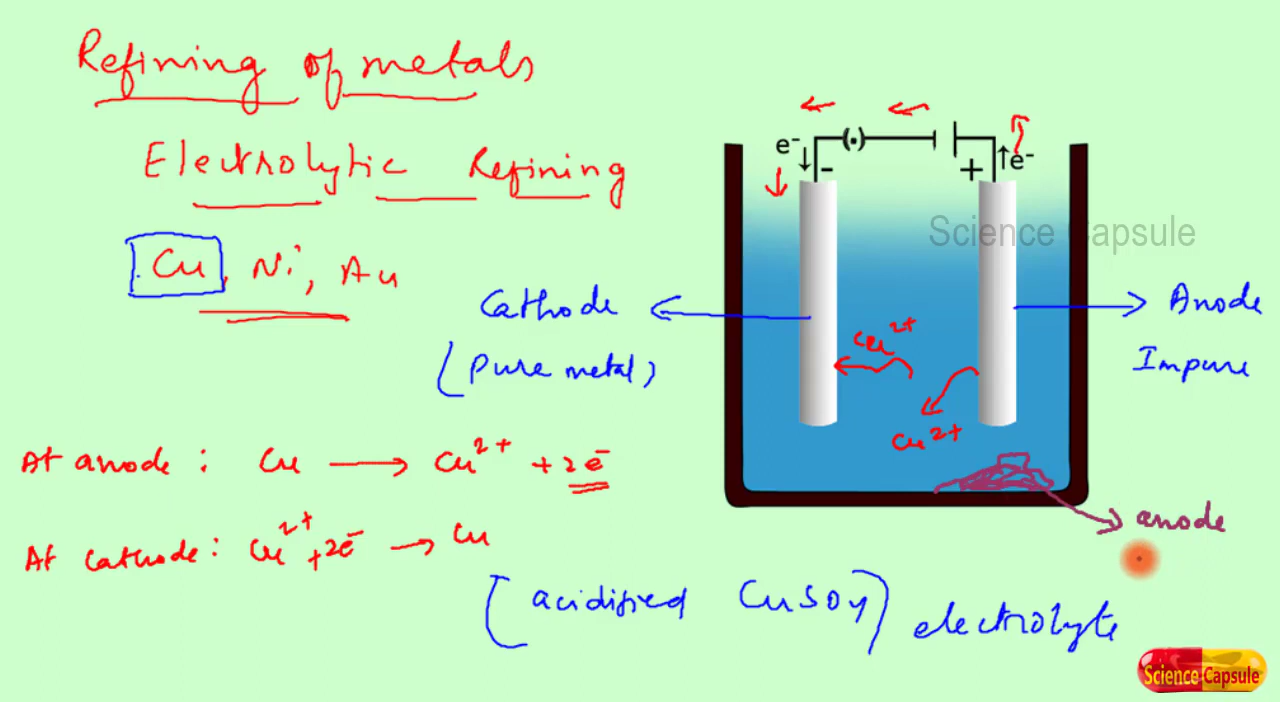 Refining of metals
Electrolytic Refining
Cu, Ni, Au
e⁻ - + e⁻
Science Capsule
Cathode
(Pure metal)
Anode
Impure
Cu²⁺
Cu²⁺
At anode : Cu → Cu²⁺ + 2e⁻
At cathode : Cu²⁺ + 2e⁻ → Cu
anode
(acidified CuSO4) electrolyte
Science Capsule